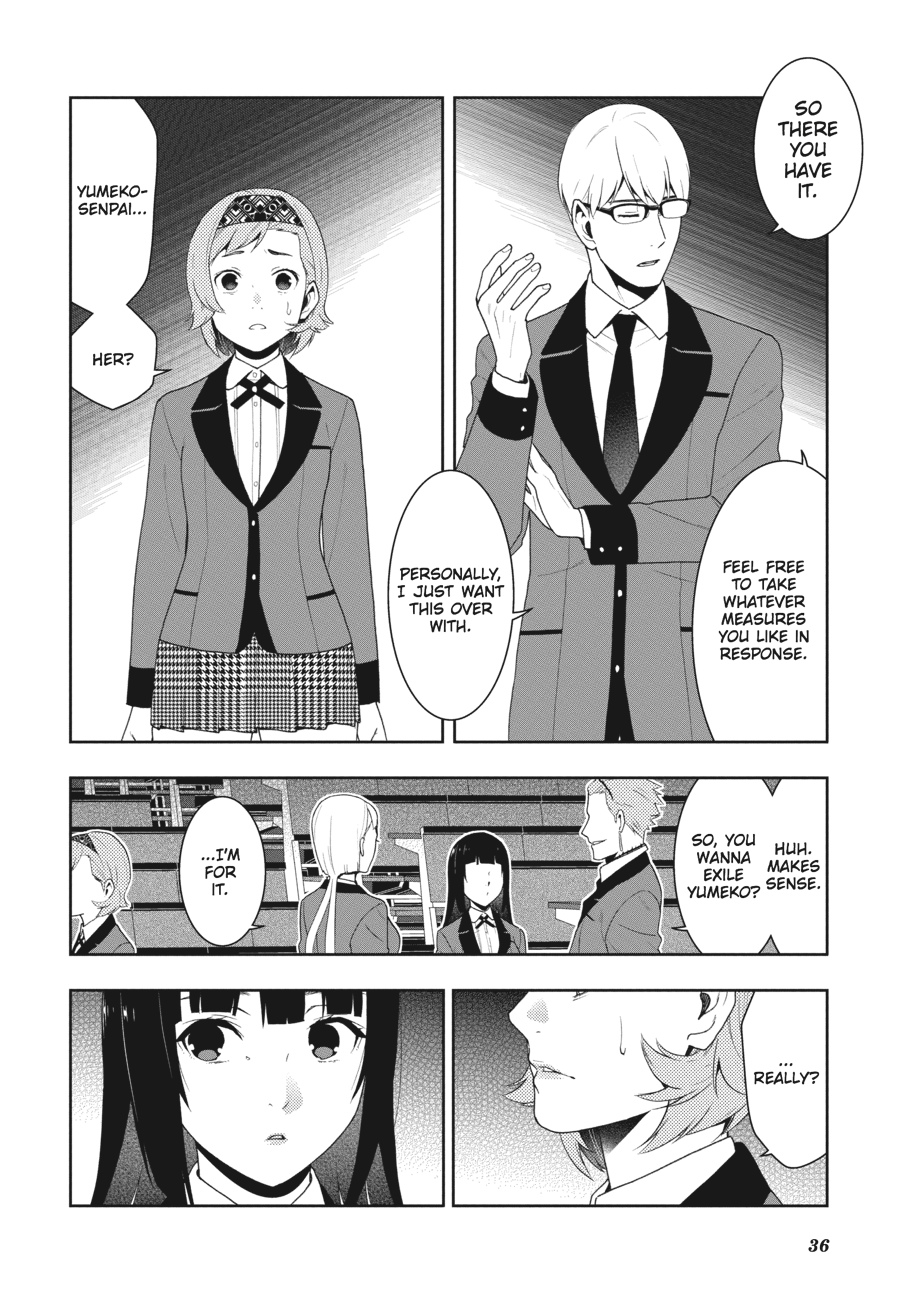 SO
THERE
YOU
HAVE
IT.
FEEL FREE
TO TAKE
WHATEVER
MEASURES
YOU LIKE IN
RESPONSE.
PERSONALLY,
I JUST WANT
THIS OVER
WITH.
YUMEKO-
SENPAI...
HER?
HUH.
MAKES
SENSE.
SO, YOU
WANNA
EXILE
YUMEKO?
...I'M
FOR
IT.
...
REALLY?
36